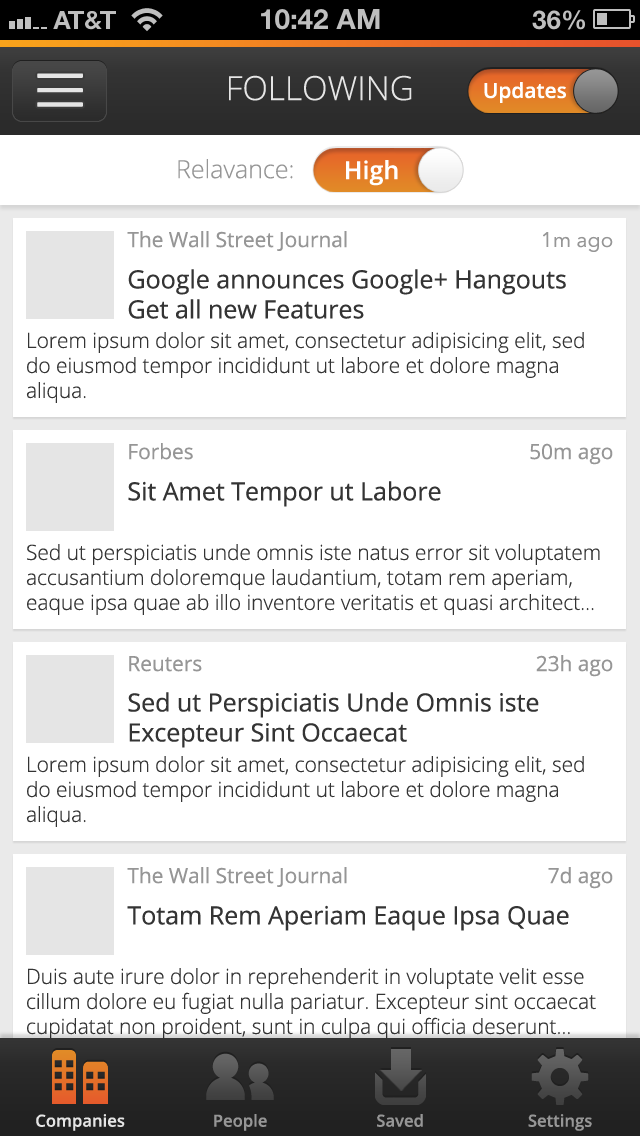 AT&T 10:42 AM 36%
FOLLOWING
Updates
Relavance: High
The Wall Street Journal 1m ago
Google announces Google+ Hangouts
Get all new Features
Lorem ipsum dolor sit amet, consectetur adipisicing elit, sed
do eiusmod tempor incididunt ut labore et dolore magna
aliqua.
Forbes 50m ago
Sit Amet Tempor ut Labore
Sed ut perspiciatis unde omnis iste natus error sit voluptatem
accusantium doloremque laudantium, totam rem aperiam,
eaque ipsa quae ab illo inventore veritatis et quasi architect...
Reuters 23h ago
Sed ut Perspiciatis Unde Omnis iste
Excepteur Sint Occaecat
Lorem ipsum dolor sit amet, consectetur adipisicing elit, sed
do eiusmod tempor incididunt ut labore et dolore magna
aliqua.
The Wall Street Journal 7d ago
Totam Rem Aperiam Eaque Ipsa Quae
Duis aute irure dolor in reprehenderit in voluptate velit esse
cillum dolore eu fugiat nulla pariatur. Excepteur sint occaecat
cupidatat non proident, sunt in culpa qui officia deserunt...
Companies People Saved Settings